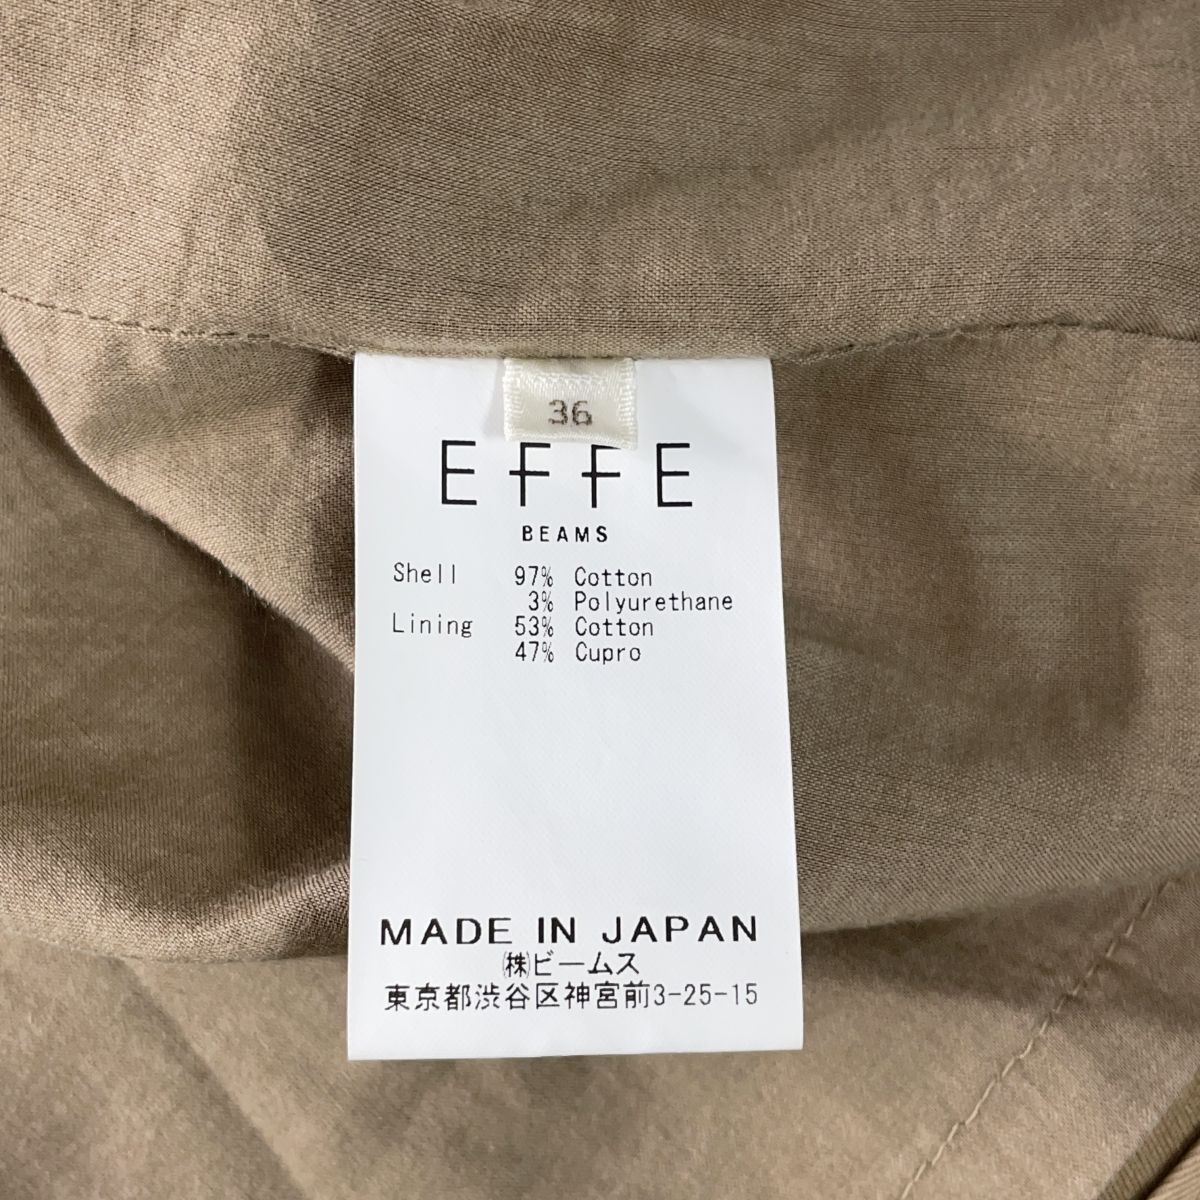 36
EFFE
BEAMS
Shell 97% Cotton
3% Polyurethane
Lining 53% Cotton
47% Cupro
MADE IN JAPAN
㈱ビームス
東京都渋谷区神宮前3-25-15